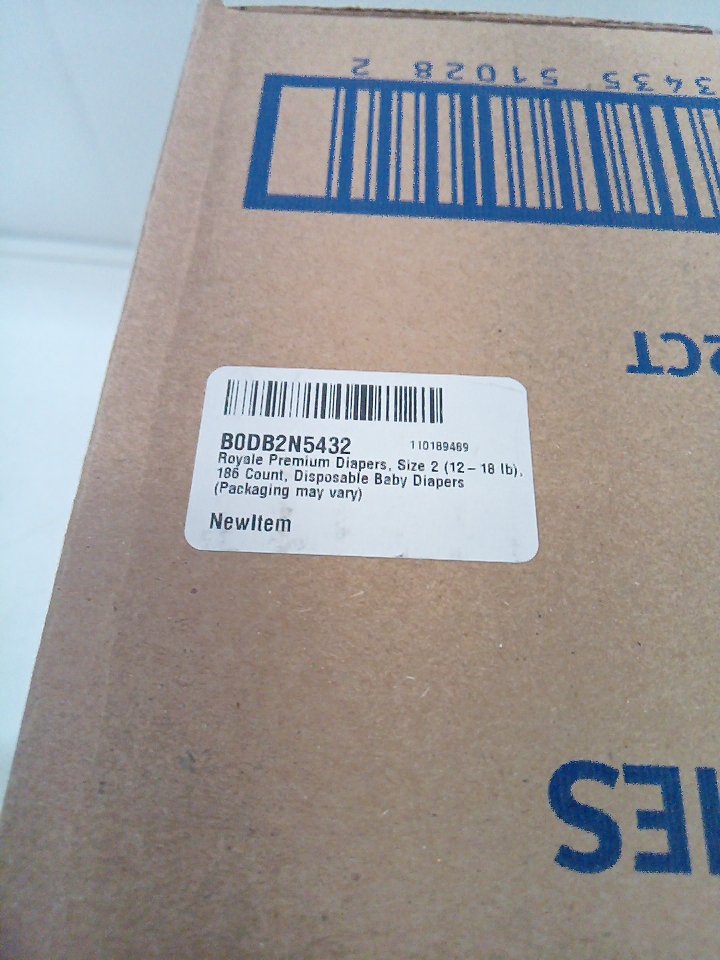 3435 51028 2
B0DB2N5432
110189489
Royale Premium Diapers, Size 2 (12 – 18 lb),
186 Count, Disposable Baby Diapers
(Packaging may vary)
NewItem